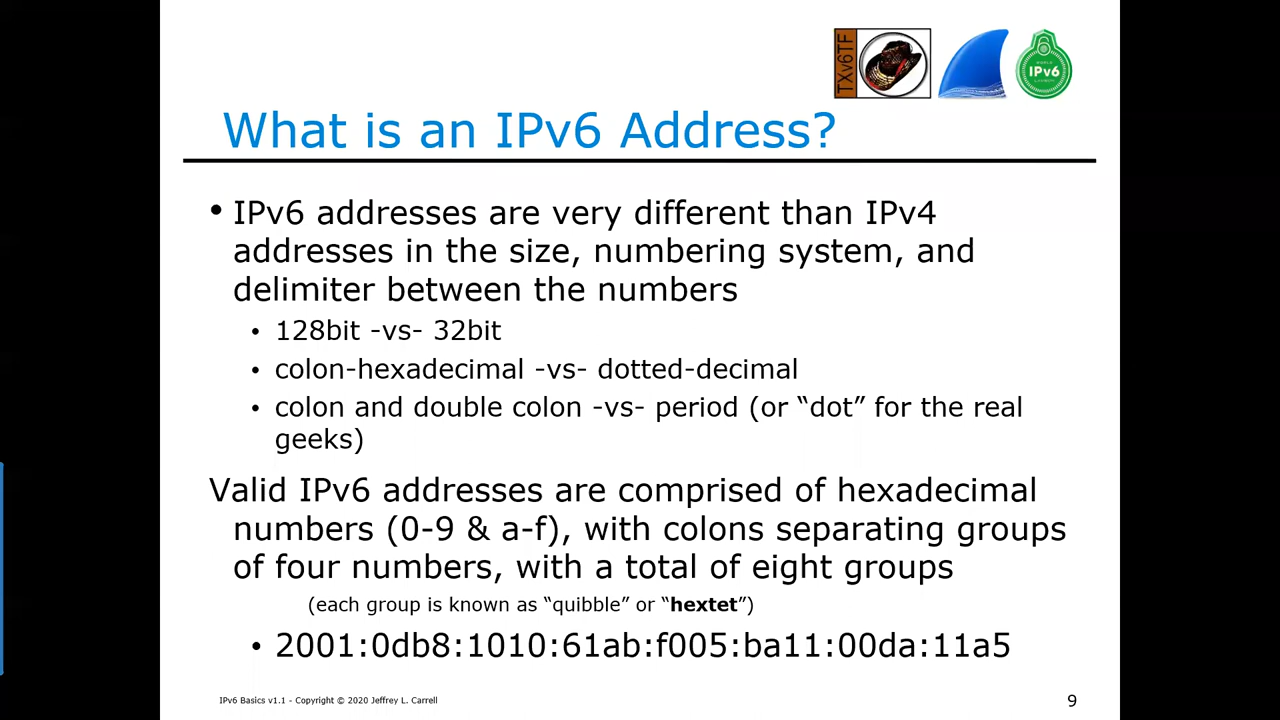 TXv6TF
WORLD
IPv6
LAUNCH
What is an IPv6 Address?
• IPv6 addresses are very different than IPv4
addresses in the size, numbering system, and
delimiter between the numbers
• 128bit -vs- 32bit
• colon-hexadecimal -vs- dotted-decimal
• colon and double colon -vs- period (or “dot” for the real
geeks)
Valid IPv6 addresses are comprised of hexadecimal
numbers (0-9 & a-f), with colons separating groups
of four numbers, with a total of eight groups
(each group is known as “quibble” or “hextet”)
• 2001:0db8:1010:61ab:f005:ba11:00da:11a5
IPv6 Basics v1.1 - Copyright © 2020 Jeffrey L. Carrell
9